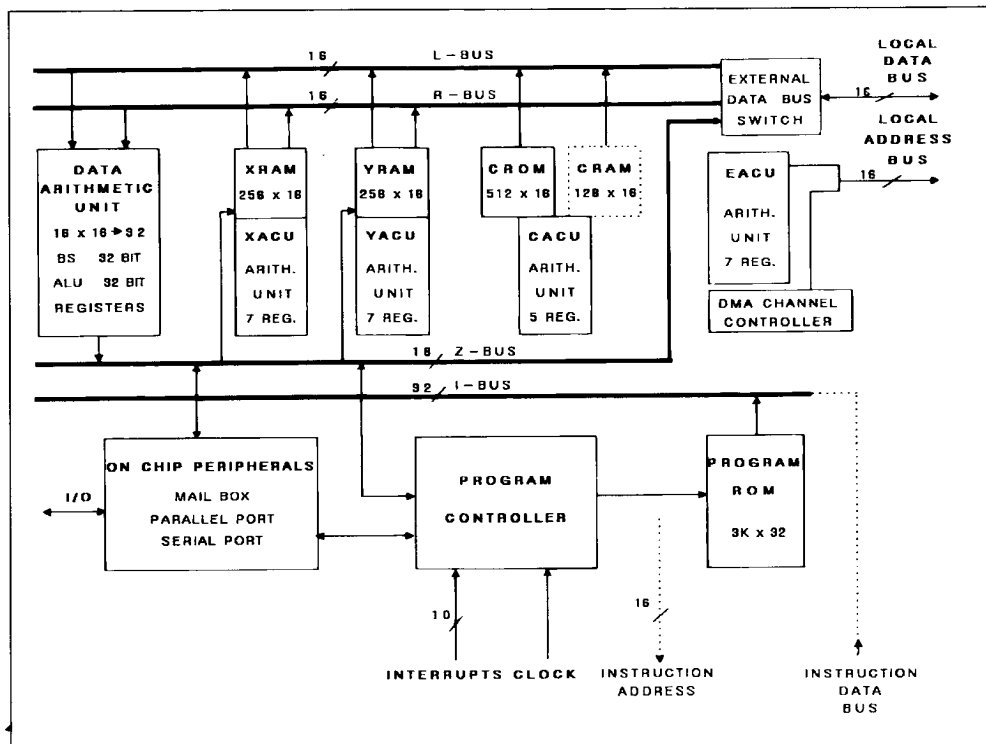 16 L-BUS
16 R-BUS
EXTERNAL
DATA BUS
SWITCH
LOCAL
DATA
BUS
16
LOCAL
ADDRESS
BUS
16
DATA
ARITHMETIC
UNIT
16 x 16 → 32
BS 32 BIT
ALU 32 BIT
REGISTERS
XRAM
256 x 16
XACU
ARITH.
UNIT
7 REG.
YRAM
256 x 16
YACU
ARITH.
UNIT
7 REG.
CROM
512 x 16
CRAM
128 x 16
CACU
ARITH.
UNIT
5 REG.
EACU
ARITH.
UNIT
7 REG.
DMA CHANNEL
CONTROLLER
16 Z-BUS
32 I-BUS
I/O
ON CHIP PERIPHERALS
MAIL BOX
PARALLEL PORT
SERIAL PORT
PROGRAM
CONTROLLER
PROGRAM
ROM
3K x 32
10
16
INTERRUPTS CLOCK
INSTRUCTION
ADDRESS
INSTRUCTION
DATA
BUS